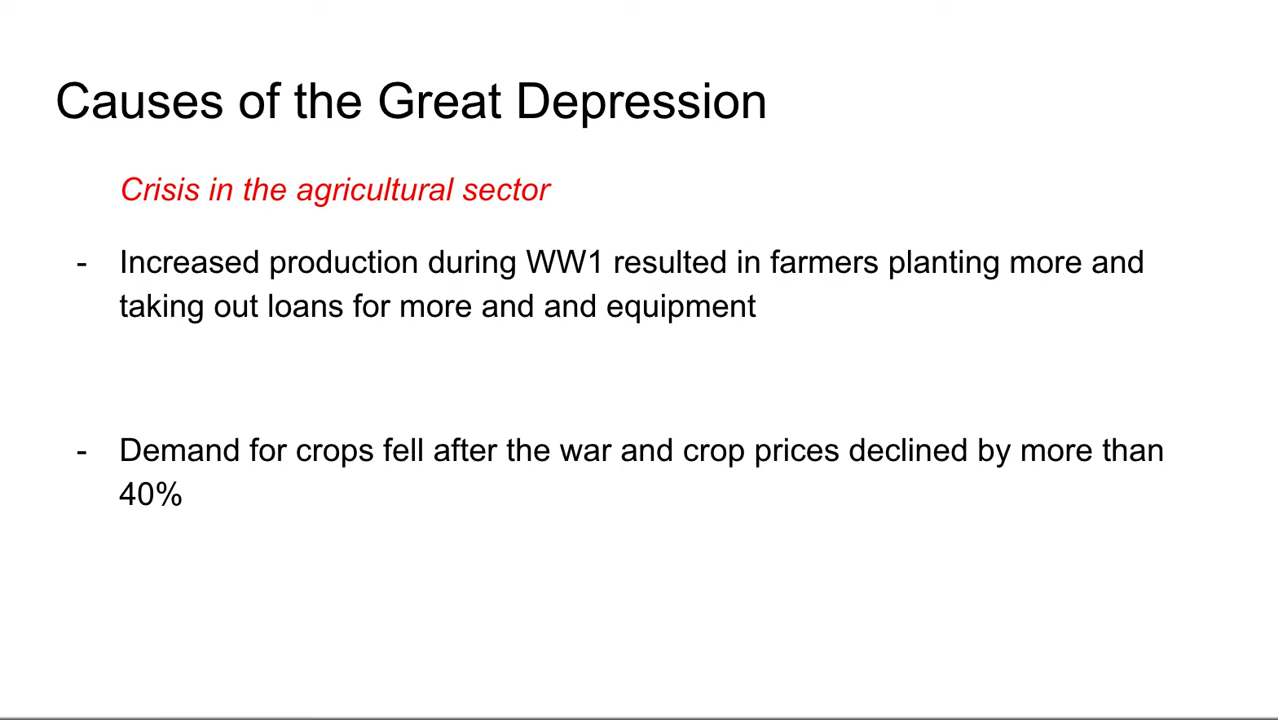 Causes of the Great Depression
Crisis in the agricultural sector
- Increased production during WW1 resulted in farmers planting more and
taking out loans for more and and equipment
- Demand for crops fell after the war and crop prices declined by more than
40%